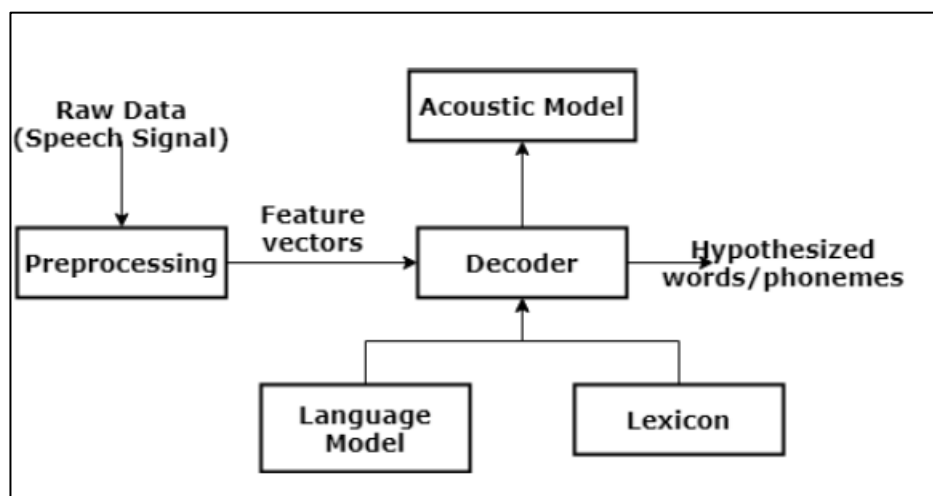 Acoustic Model
Raw Data
(Speech Signal)
Preprocessing
Feature
vectors
Decoder
Hypothesized
words/phonemes
Language
Model
Lexicon